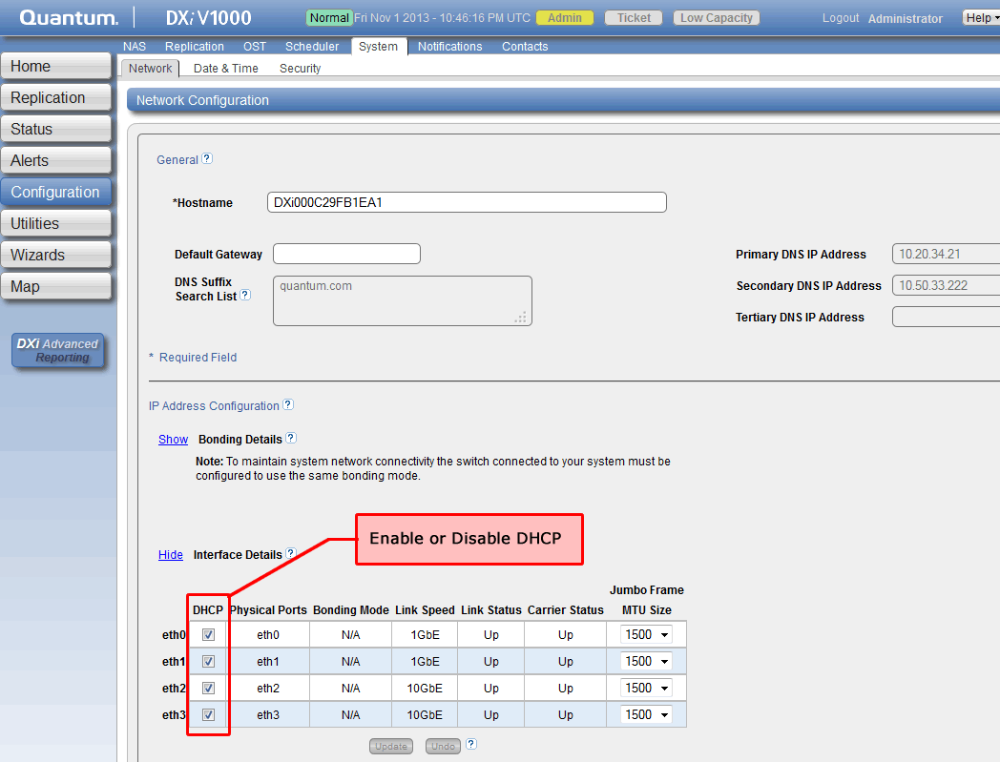 Quantum. DXi V1000 Normal Fri Nov 1 2013 - 10:46:16 PM UTC Admin Ticket Low Capacity Logout Administrator Help
NAS Replication OST Scheduler System Notifications Contacts
Network Date & Time Security
Home
Replication
Status
Alerts
Configuration
Utilities
Wizards
Map
DXi Advanced
Reporting
Network Configuration
General ?
*Hostname DXi000C29FB1EA1
Default Gateway
Primary DNS IP Address 10.20.34.21
DNS Suffix
Search List ?
quantum.com
Secondary DNS IP Address 10.50.33.222
Tertiary DNS IP Address
* Required Field
IP Address Configuration ?
Show Bonding Details ?
Note: To maintain system network connectivity the switch connected to your system must be
configured to use the same bonding mode.
Enable or Disable DHCP
Hide Interface Details ?
DHCP Physical Ports Bonding Mode Link Speed Link Status Carrier Status Jumbo Frame
MTU Size
eth0 eth0 N/A 1GbE Up Up 1500
eth1 eth1 N/A 1GbE Up Up 1500
eth2 eth2 N/A 10GbE Up Up 1500
eth3 eth3 N/A 10GbE Up Up 1500
Update Undo ?